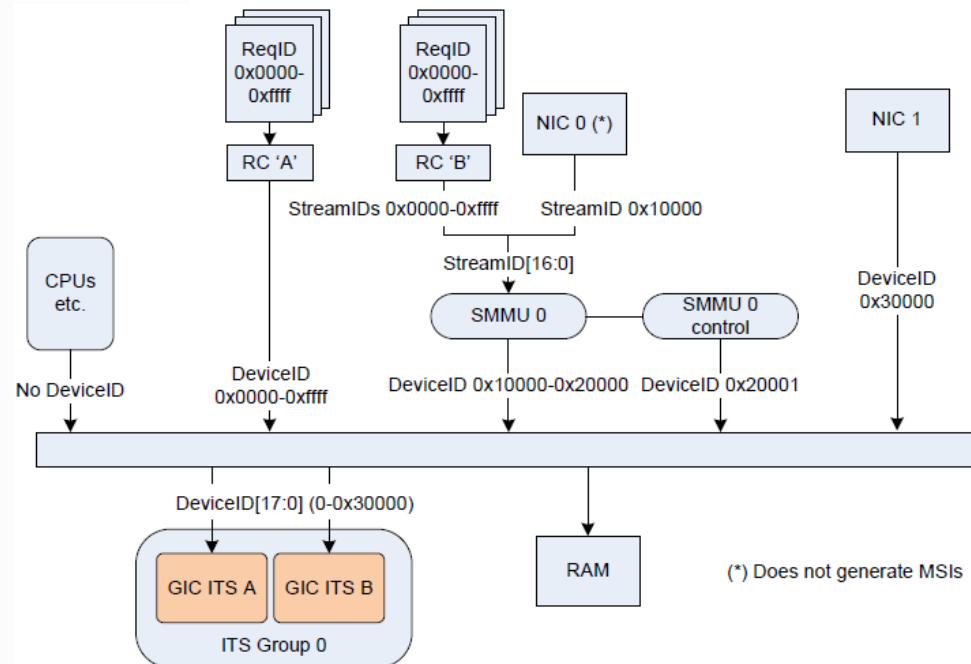 ReqID
0x0000-
0xffff
ReqID
0x0000-
0xffff
NIC 0 (*)
NIC 1
RC ‘A’
RC ‘B’
StreamIDs 0x0000-0xffff
StreamID 0x10000
StreamID[16:0]
CPUs
etc.
SMMU 0
SMMU 0
control
DeviceID
0x30000
No DeviceID
DeviceID
0x0000-0xffff
DeviceID 0x10000-0x20000
DeviceID 0x20001
DeviceID[17:0] (0-0x30000)
GIC ITS A
GIC ITS B
ITS Group 0
RAM
(*) Does not generate MSIs